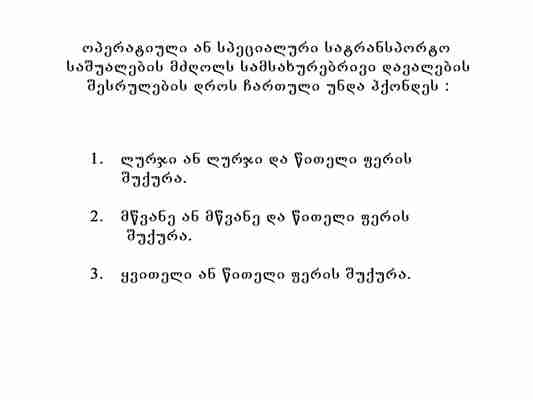 ოპერატიული ან სპეციალური სატრანსპორტო
საშუალების მძღოლს სამსახურებრივი დავალების
შესრულების დროს ჩართული უნდა ჰქონდეს :
1. ლურჯი ან ლურჯი და წითელი ფერის
შუქურა.
2. მწვანე ან მწვანე და წითელი ფერის
შუქურა.
3. ყვითელი ან წითელი ფერის შუქურა.